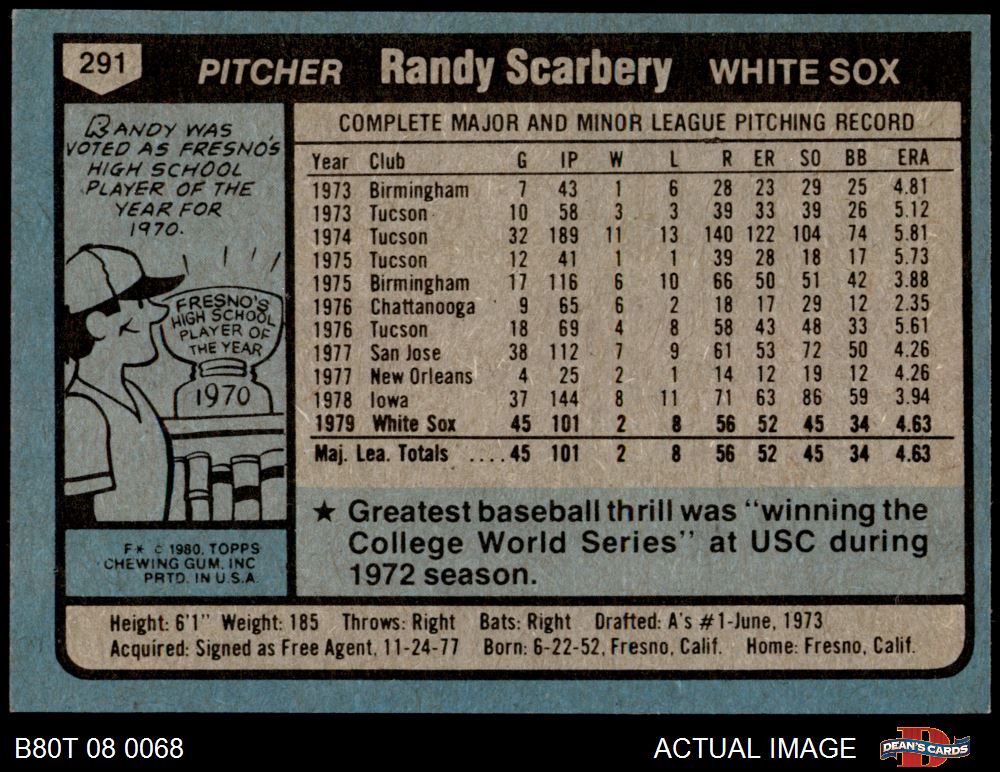 291 PITCHER Randy Scarbery WHITE SOX
RANDY WAS
VOTED AS FRESNO'S
HIGH SCHOOL
PLAYER OF THE
YEAR FOR
1970.
FRESNO'S
HIGH SCHOOL
PLAYER OF
THE YEAR
1970
F* © 1980. TOPPS
CHEWING GUM, INC
PRTD. IN U.S.A.
COMPLETE MAJOR AND MINOR LEAGUE PITCHING RECORD
Year Club G IP W L R ER SO BB ERA
1973 Birmingham 7 43 1 6 28 23 29 25 4.81
1973 Tucson 10 58 3 3 39 33 39 26 5.12
1974 Tucson 32 189 11 13 140 122 104 74 5.81
1975 Tucson 12 41 1 1 39 28 18 17 5.73
1975 Birmingham 17 116 6 10 66 50 51 42 3.88
1976 Chattanooga 9 65 6 2 18 17 29 12 2.35
1976 Tucson 18 69 4 8 58 43 48 33 5.61
1977 San Jose 38 112 7 9 61 53 72 50 4.26
1977 New Orleans 4 25 2 1 14 12 19 12 4.26
1978 Iowa 37 144 8 11 71 63 86 59 3.94
1979 White Sox 45 101 2 8 56 52 45 34 4.63
Maj. Lea. Totals ....45 101 2 8 56 52 45 34 4.63
★ Greatest baseball thrill was "winning the
College World Series" at USC during
1972 season.
Height: 6'1" Weight: 185 Throws: Right Bats: Right Drafted: A's #1-June, 1973
Acquired: Signed as Free Agent, 11-24-77 Born: 6-22-52, Fresno, Calif. Home: Fresno, Calif.
B80T 08 0068 ACTUAL IMAGE DEAN'S CARDS